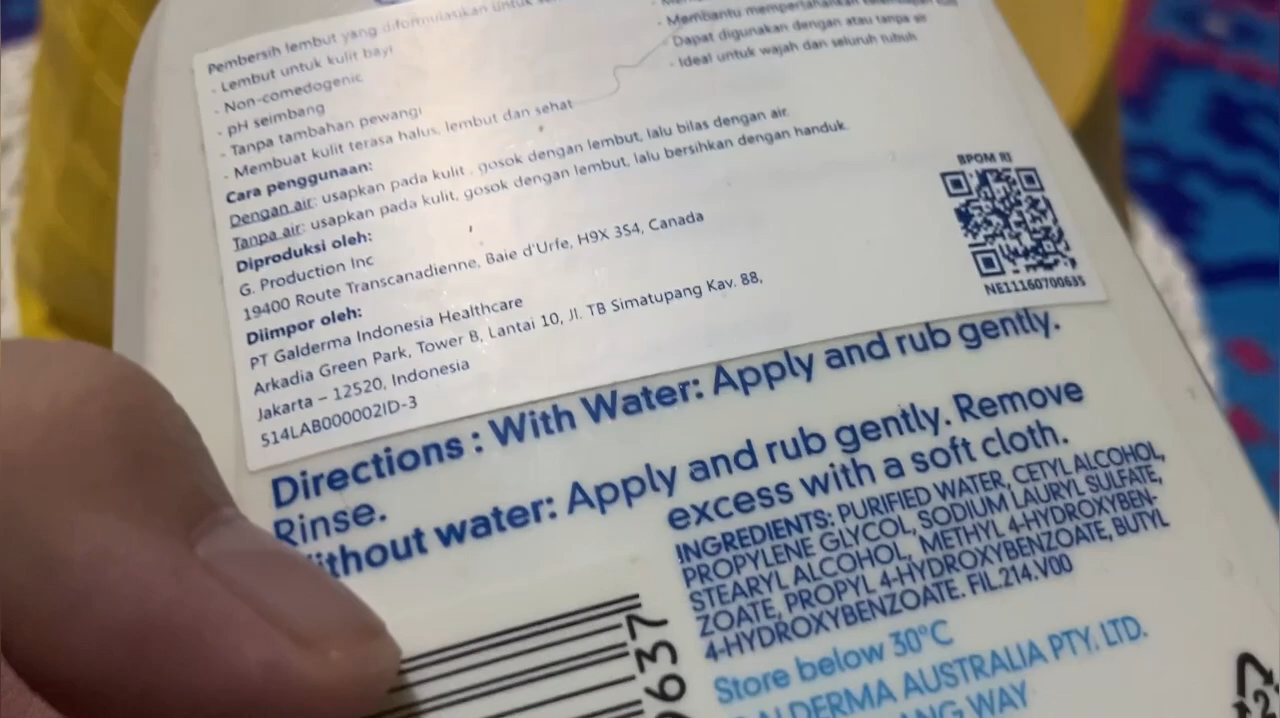 Pembersih lembut yang diformulasikan untuk
- Lembut untuk kulit bayi
- Non-comedogenic
- pH seimbang
- Tanpa tambahan pewangi
- Membuat kulit terasa halus, lembut dan sehat
- Membantu mempertahankan
- Dapat digunakan dengan atau tanpa air
- Ideal untuk wajah dan seluruh tubuh
Cara penggunaan:
Dengan air: usapkan pada kulit , gosok dengan lembut, lalu bilas dengan air.
Tanpa air: usapkan pada kulit, gosok dengan lembut, lalu bersihkan dengan handuk.
Diproduksi oleh:
G. Production Inc
19400 Route Transcanadienne, Baie d'Urfe, H9X 3S4, Canada
Diimpor oleh:
PT Galderma Indonesia Healthcare
Arkadia Green Park, Tower B, Lantai 10, Jl. TB Simatupang Kav. 88,
Jakarta – 12520, Indonesia
S14LAB000002ID-3
BPOM RI
NE11160700635
Directions : With Water: Apply and rub gently.
Rinse.
Without water: Apply and rub gently. Remove
excess with a soft cloth.
INGREDIENTS: PURIFIED WATER, CETYL ALCOHOL,
PROPYLENE GLYCOL, SODIUM LAURYL SULFATE,
STEARYL ALCOHOL, METHYL 4-HYDROXYBEN-
ZOATE, PROPYL 4-HYDROXYBENZOATE, BUTYL
4-HYDROXYBENZOATE. FIL.214.V00
Store below 30°C
GALDERMA AUSTRALIA PTY. LTD.
WAY
637
2